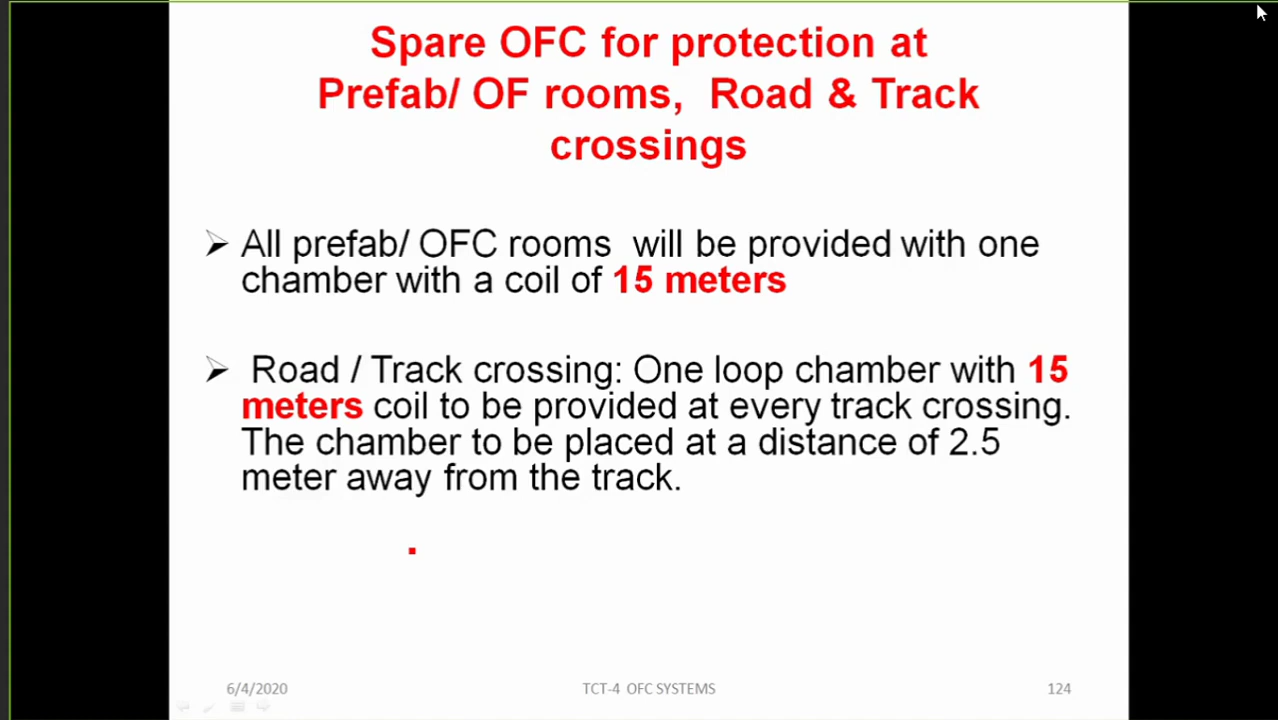 Spare OFC for protection at
Prefab/ OF rooms, Road & Track
crossings
➢ All prefab/ OFC rooms will be provided with one
chamber with a coil of 15 meters
➢ Road / Track crossing: One loop chamber with 15
meters coil to be provided at every track crossing.
The chamber to be placed at a distance of 2.5
meter away from the track.
.
6/4/2020 TCT-4 OFC SYSTEMS 124